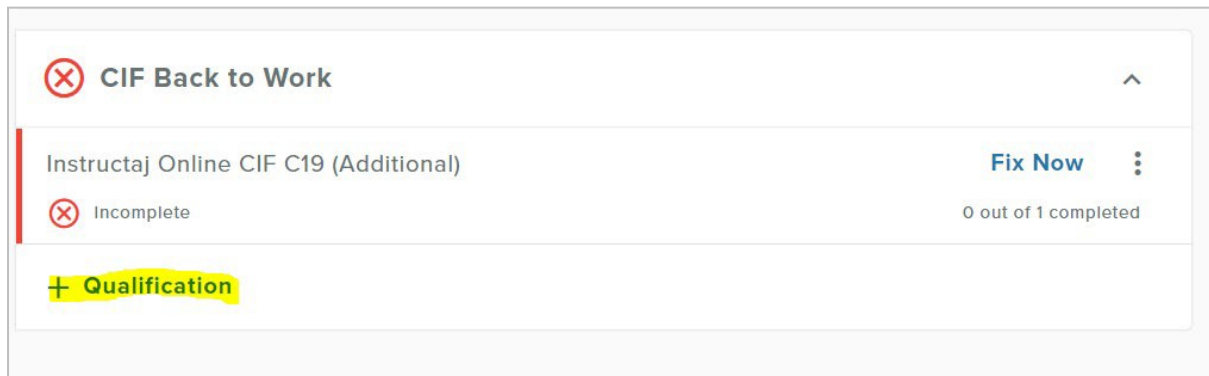 CIF Back to Work
Instructaj Online CIF C19 (Additional)
Fix Now
Incomplete
0 out of 1 completed
+ Qualification